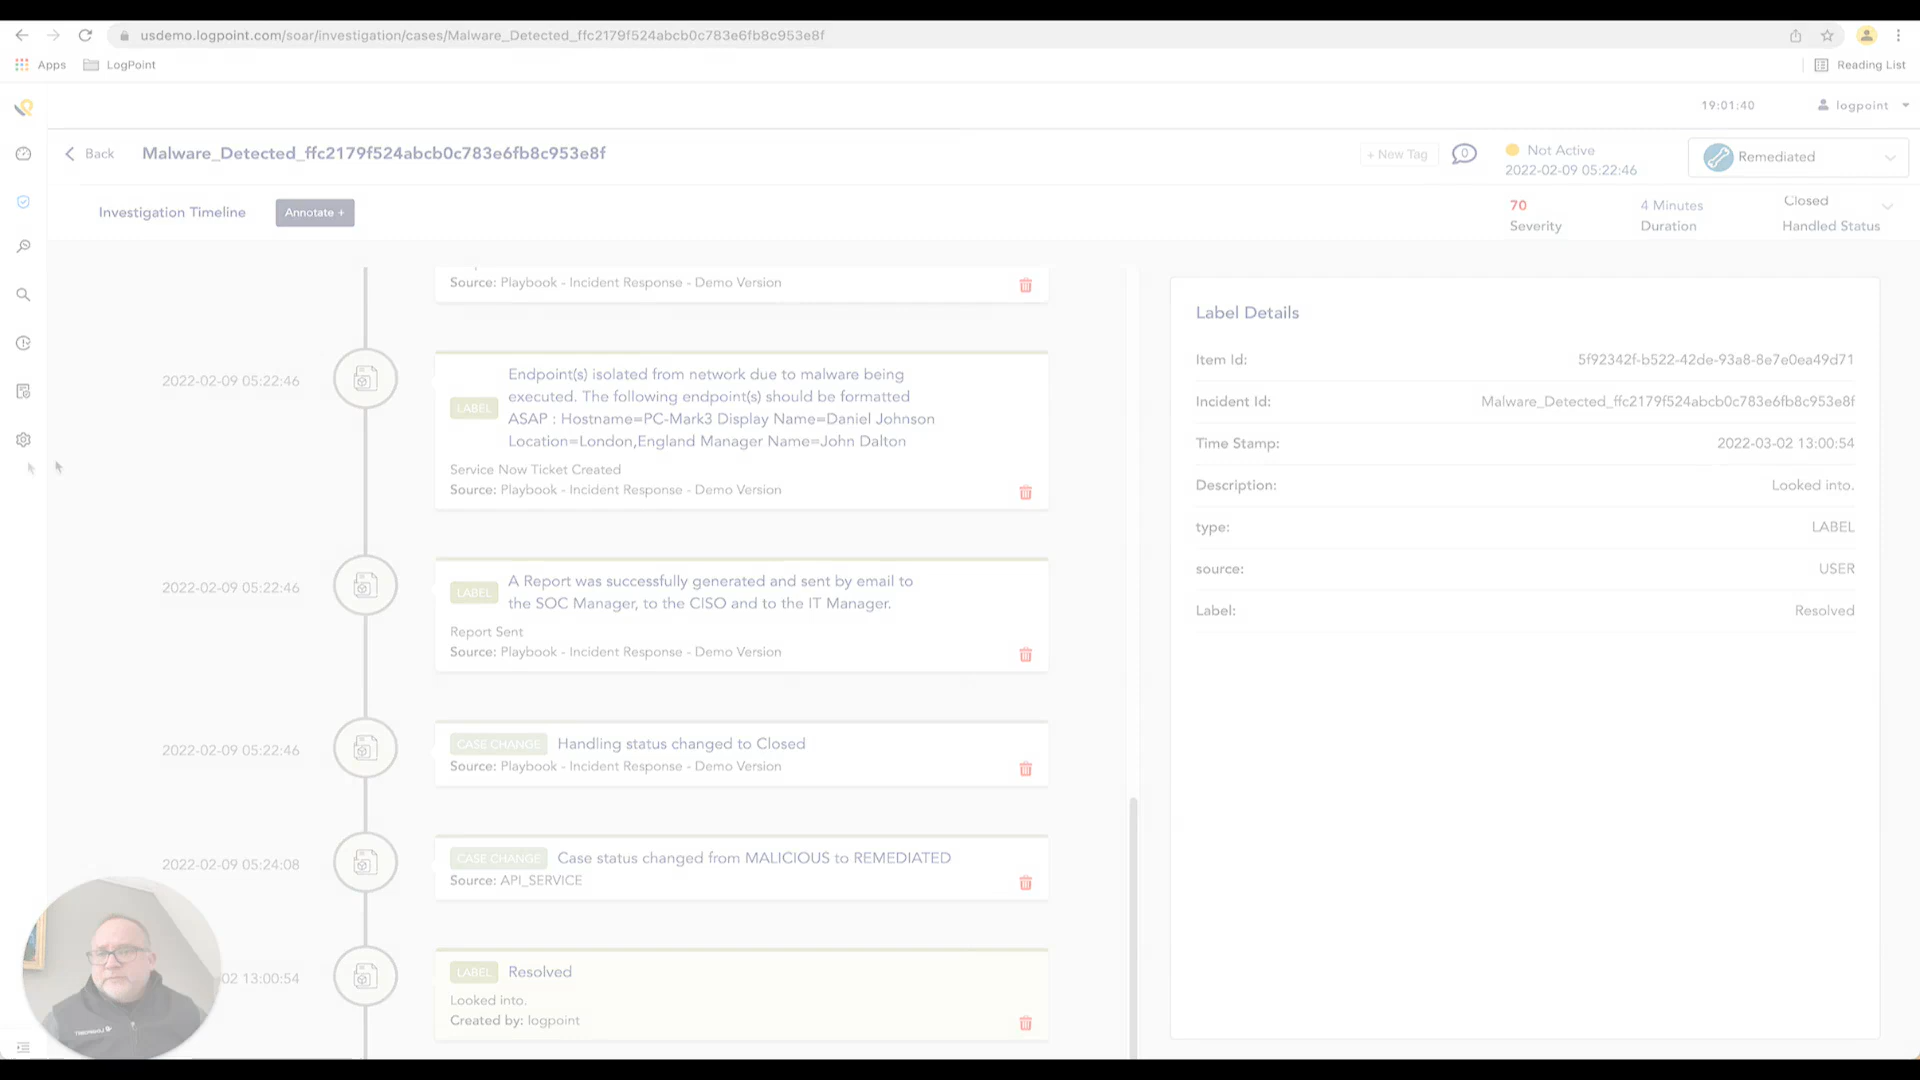 usdemo.logpoint.com/soar/investigation/cases/Malware_Detected_ffc2179f524abcb0c783e6fb8c953e8f
Apps
LogPoint
Reading List
19:01:40
logpoint
Back
Malware_Detected_ffc2179f524abcb0c783e6fb8c953e8f
+ New Tag
0
Not Active
2022-02-09 05:22:46
Remediated
Investigation Timeline
Annotate +
70
Severity
4 Minutes
Duration
Closed
Handled Status
Source: Playbook - Incident Response - Demo Version
2022-02-09 05:22:46
LABEL
Endpoint(s) isolated from network due to malware being
executed. The following endpoint(s) should be formatted
ASAP : Hostname=PC-Mark3 Display Name=Daniel Johnson
Location=London,England Manager Name=John Dalton
Service Now Ticket Created
Source: Playbook - Incident Response - Demo Version
2022-02-09 05:22:46
LABEL
A Report was successfully generated and sent by email to
the SOC Manager, to the CISO and to the IT Manager.
Report Sent
Source: Playbook - Incident Response - Demo Version
2022-02-09 05:22:46
CASE CHANGE Handling status changed to Closed
Source: Playbook - Incident Response - Demo Version
2022-02-09 05:24:08
CASE CHANGE Case status changed from MALICIOUS to REMEDIATED
Source: API_SERVICE
02 13:00:54
LABEL Resolved
Looked into.
Created by: logpoint
Label Details
Item Id: 5f92342f-b522-42de-93a8-8e7e0ea49d71
Incident Id: Malware_Detected_ffc2179f524abcb0c783e6fb8c953e8f
Time Stamp: 2022-03-02 13:00:54
Description: Looked into.
type: LABEL
source: USER
Label: Resolved